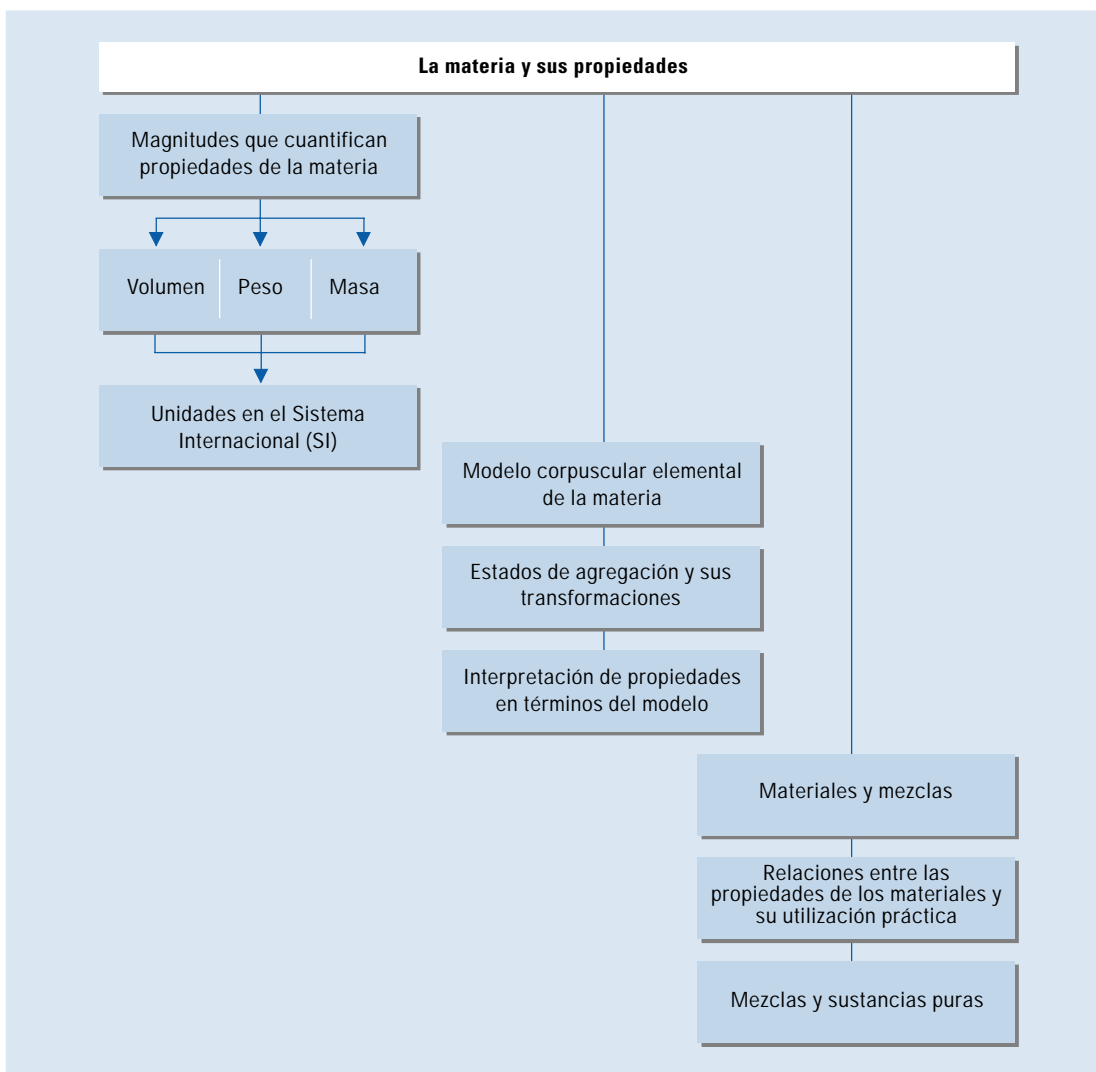 La materia y sus propiedades
Magnitudes que cuantifican
propiedades de la materia
Volumen
Peso
Masa
Unidades en el Sistema
Internacional (SI)
Modelo corpuscular elemental
de la materia
Estados de agregación y sus
transformaciones
Interpretación de propiedades
en términos del modelo
Materiales y mezclas
Relaciones entre las
propiedades de los materiales y
su utilización práctica
Mezclas y sustancias puras